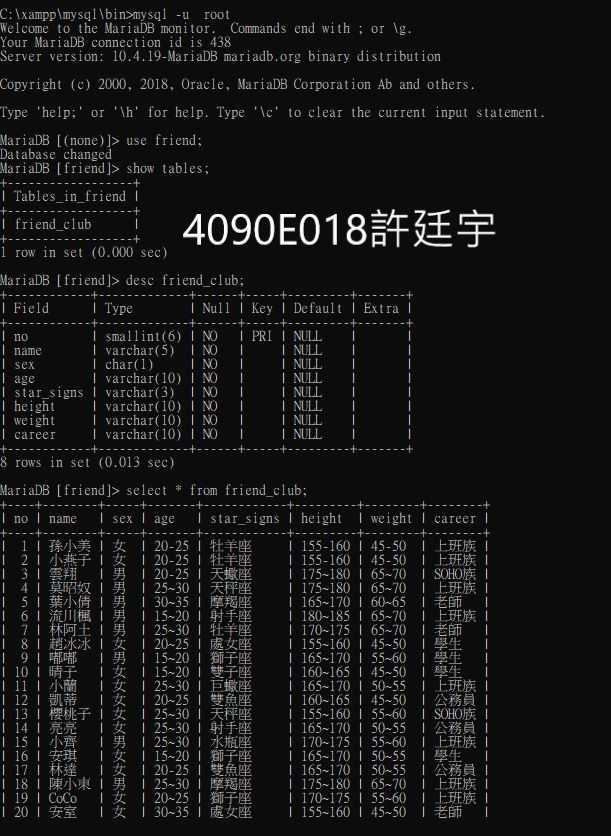 C:\xampp\mysql\bin>mysql -u  root
Welcome to the MariaDB monitor.  Commands end with ; or \g.
Your MariaDB connection id is 438
Server version: 10.4.19-MariaDB mariadb.org binary distribution
Copyright (c) 2000, 2018, Oracle, MariaDB Corporation Ab and others.
Type 'help;' or '\h' for help. Type '\c' to clear the current input statement.
MariaDB [(none)]> use friend;
Database changed
MariaDB [friend]> show tables;
+------------------+
| Tables_in_friend |
+------------------+
| friend_club      |
+------------------+
4090E018許廷宇
1 row in set (0.000 sec)
MariaDB [friend]> desc friend_club;
+------------+-------------+------+-----+---------+-------+
| Field      | Type        | Null | Key | Default | Extra |
+------------+-------------+------+-----+---------+-------+
| no         | smallint(6) | NO   | PRI | NULL    |       |
| name       | varchar(5)  | NO   |     | NULL    |       |
| sex        | char(1)     | NO   |     | NULL    |       |
| age        | varchar(10) | NO   |     | NULL    |       |
| star_signs | varchar(3)  | NO   |     | NULL    |       |
| height     | varchar(10) | NO   |     | NULL    |       |
| weight     | varchar(10) | NO   |     | NULL    |       |
| career     | varchar(10) | NO   |     | NULL    |       |
+------------+-------------+------+-----+---------+-------+
8 rows in set (0.013 sec)
MariaDB [friend]> select * from friend_club;
+----+--------+-----+-------+------------+---------+--------+--------+
| no | name   | sex | age   | star_signs | height  | weight | career |
+----+--------+-----+-------+------------+---------+--------+--------+
|  1 | 孫小美 | 女 | 20-25 | 牡羊座 | 155-160 | 45-50 | 上班族 |
|  2 | 小燕子 | 女 | 20-25 | 牡羊座 | 155-160 | 45-50 | 上班族 |
|  3 | 雲翔 | 男 | 20-25 | 天蠍座 | 175~180 | 65~70 | SOHO族 |
|  4 | 莫昭奴 | 男 | 25~30 | 天秤座 | 175~180 | 65~70 | 上班族 |
|  5 | 葉小倩 | 男 | 30~35 | 摩羯座 | 165~170 | 60~65 | 老師 |
|  6 | 流川楓 | 男 | 15~20 | 射手座 | 180~185 | 65~70 | 上班族 |
|  7 | 林阿土 | 男 | 25~30 | 牡羊座 | 170~175 | 65~70 | 老師 |
|  8 | 趙冰冰 | 女 | 20~25 | 處女座 | 155~160 | 45~50 | 學生 |
|  9 | 嘟嘟 | 男 | 15~20 | 獅子座 | 165~170 | 55~60 | 學生 |
| 10 | 晴子 | 女 | 15~20 | 雙子座 | 160~165 | 45~50 | 學生 |
| 11 | 小蘭 | 女 | 25~30 | 巨蠍座 | 165~170 | 50~55 | 上班族 |
| 12 | 凱蒂 | 女 | 20~25 | 雙魚座 | 160~165 | 45~50 | 公務員 |
| 13 | 櫻桃子 | 女 | 25~30 | 天秤座 | 155~160 | 55~60 | SOHO族 |
| 14 | 亮亮 | 女 | 25~30 | 射手座 | 165~170 | 50~55 | 公務員 |
| 15 | 小齊 | 男 | 25~30 | 水瓶座 | 170~175 | 55~60 | 上班族 |
| 16 | 安琪 | 女 | 15~20 | 獅子座 | 165~170 | 50~55 | 學生 |
| 17 | 林達 | 女 | 20~25 | 雙魚座 | 165~170 | 50~55 | 公務員 |
| 18 | 陳小東 | 男 | 25~30 | 摩羯座 | 175~180 | 65~70 | 上班族 |
| 19 | CoCo | 女 | 20~25 | 獅子座 | 170~175 | 55~60 | 上班族 |
| 20 | 安室 | 女 | 30~35 | 處女座 | 155~160 | 45~50 | 老師 |